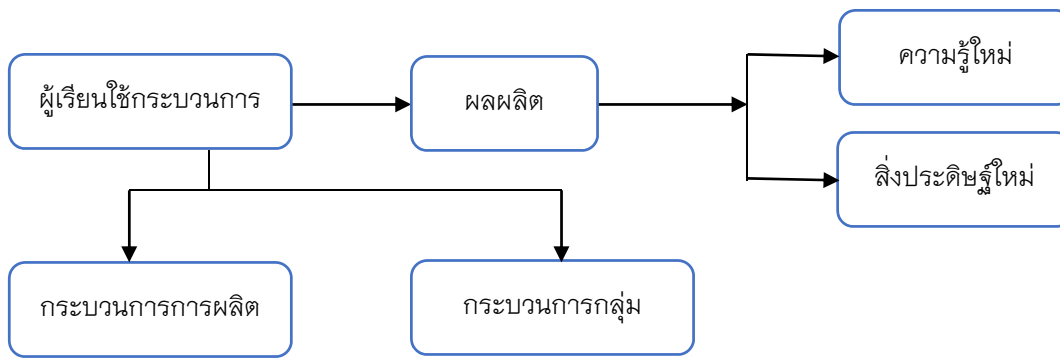 ความรู้ใหม่
ผู้เรียนใช้กระบวนการ
ผลผลิต
สิ่งประดิษฐ์ใหม่
กระบวนการการผลิต
กระบวนการกลุ่ม